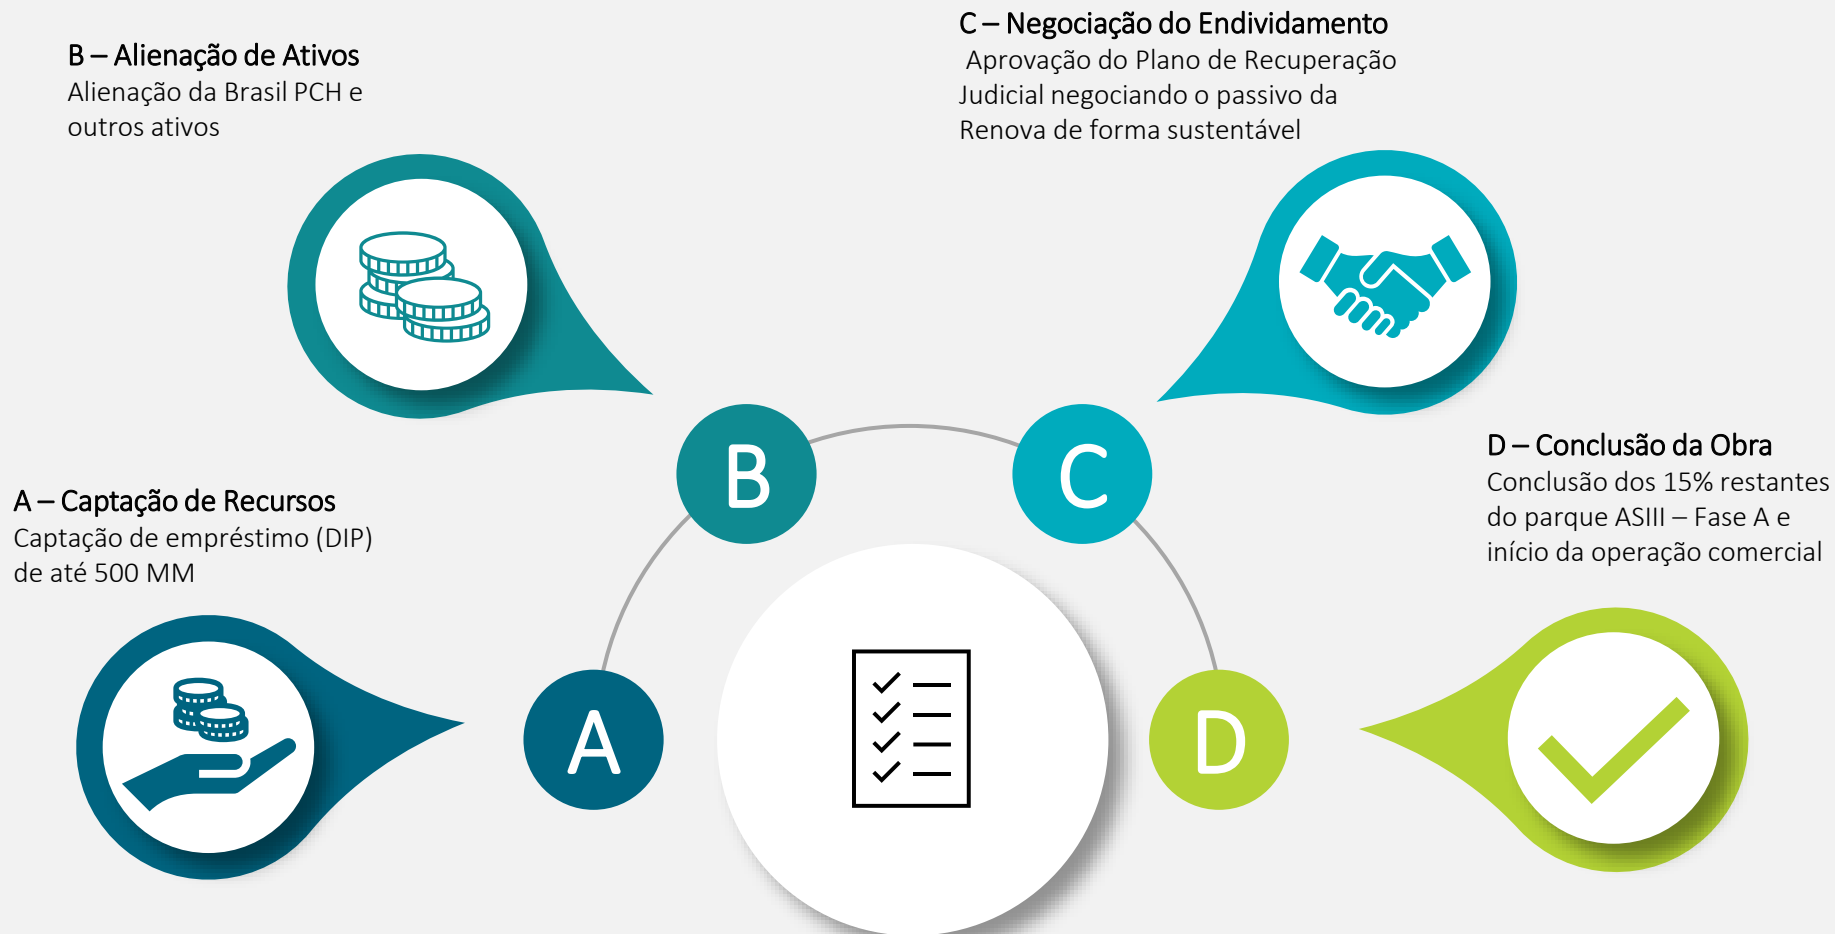 A – Captação de Recursos
Captação de empréstimo (DIP)
de até 500 MM
B – Alienação de Ativos
Alienação da Brasil PCH e
outros ativos
C – Negociação do Endividamento
Aprovação do Plano de Recuperação
Judicial negociando o passivo da
Renova de forma sustentável
D – Conclusão da Obra
Conclusão dos 15% restantes
do parque ASIII – Fase A e
início da operação comercial
A
B
C
D